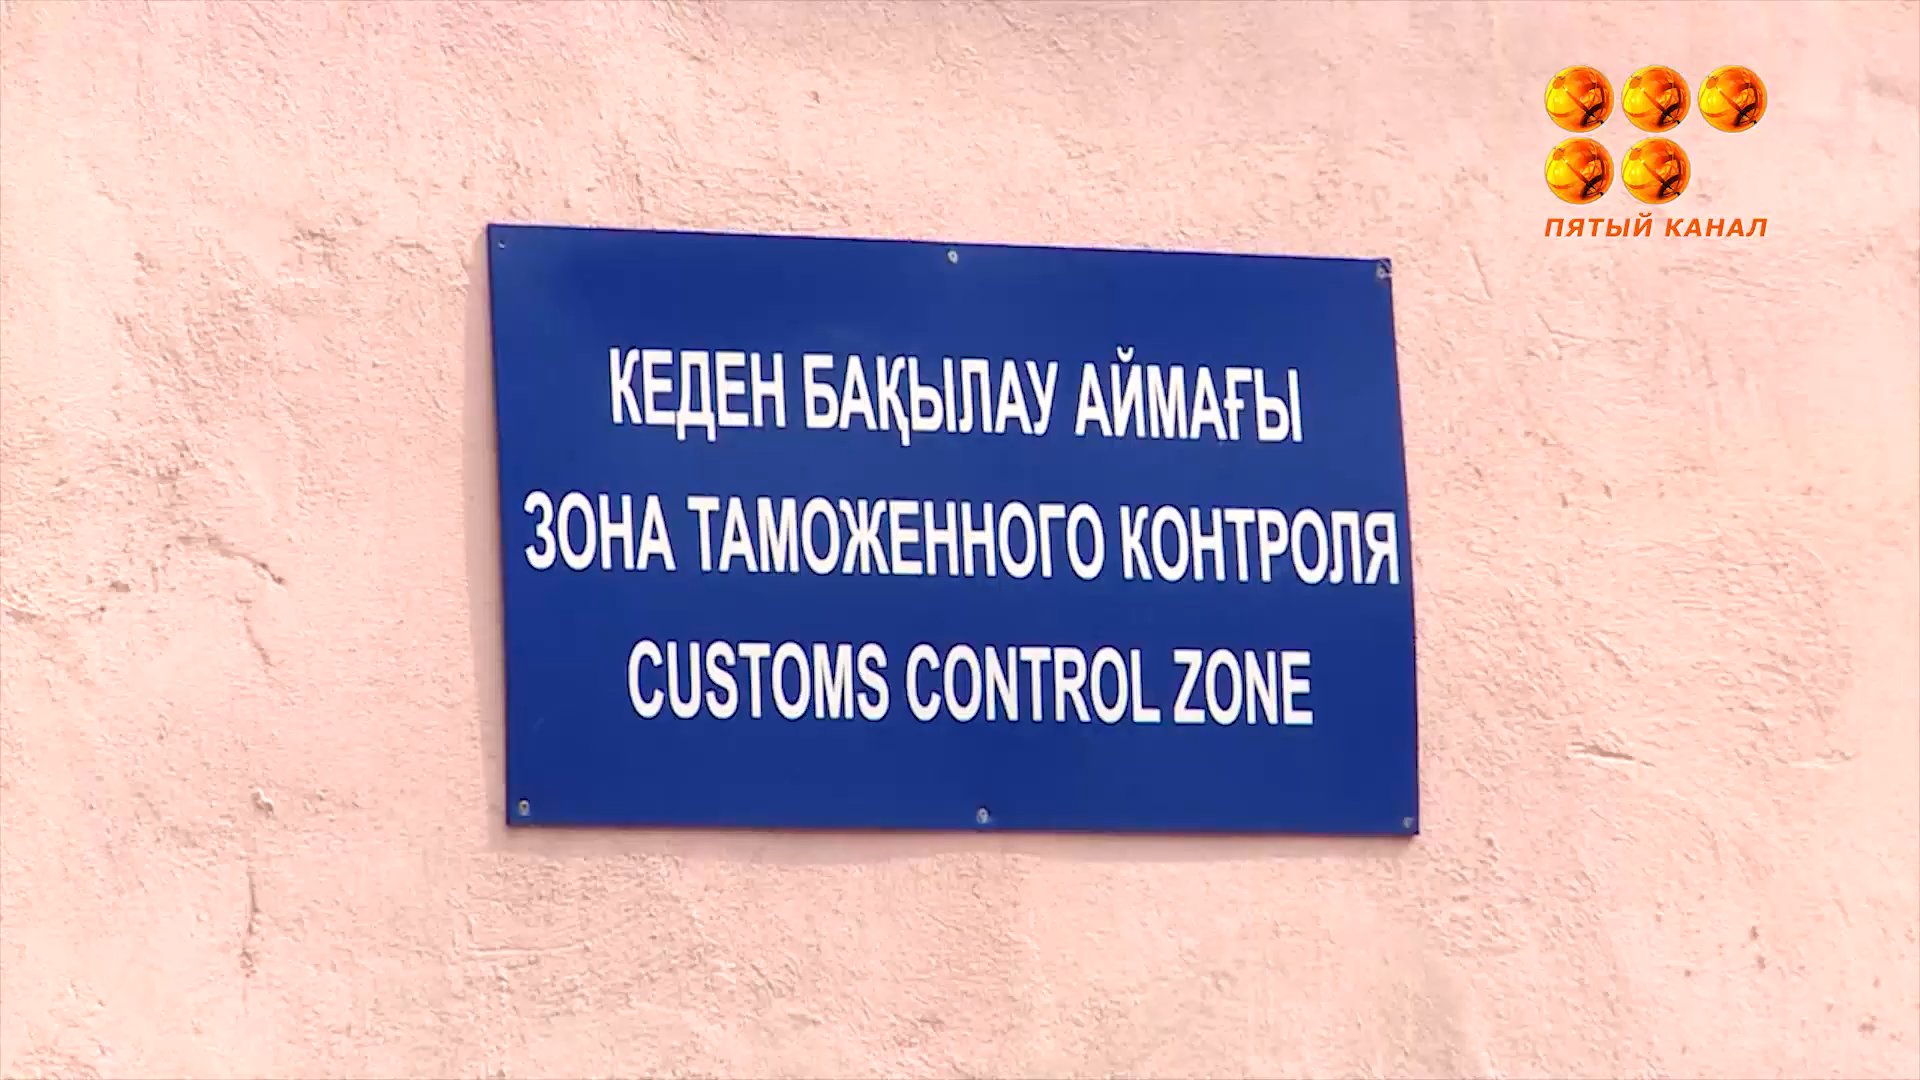 ПЯТЫЙ КАНАЛ
КЕДЕН БАҚЫЛАУ АЙМАҒЫ
ЗОНА ТАМОЖЕННОГО КОНТРОЛЯ
CUSTOMS CONTROL ZONE